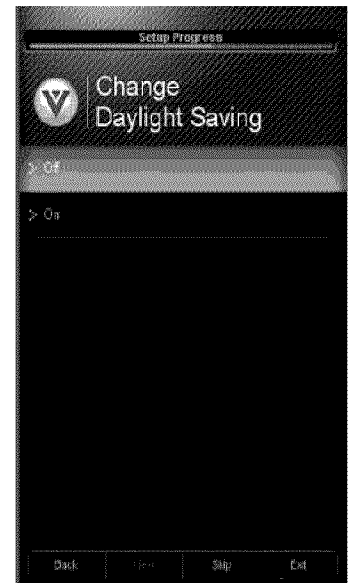 Setup Progress
V
Change
Daylight Saving
> Off
> On
Back
Skip
Exit